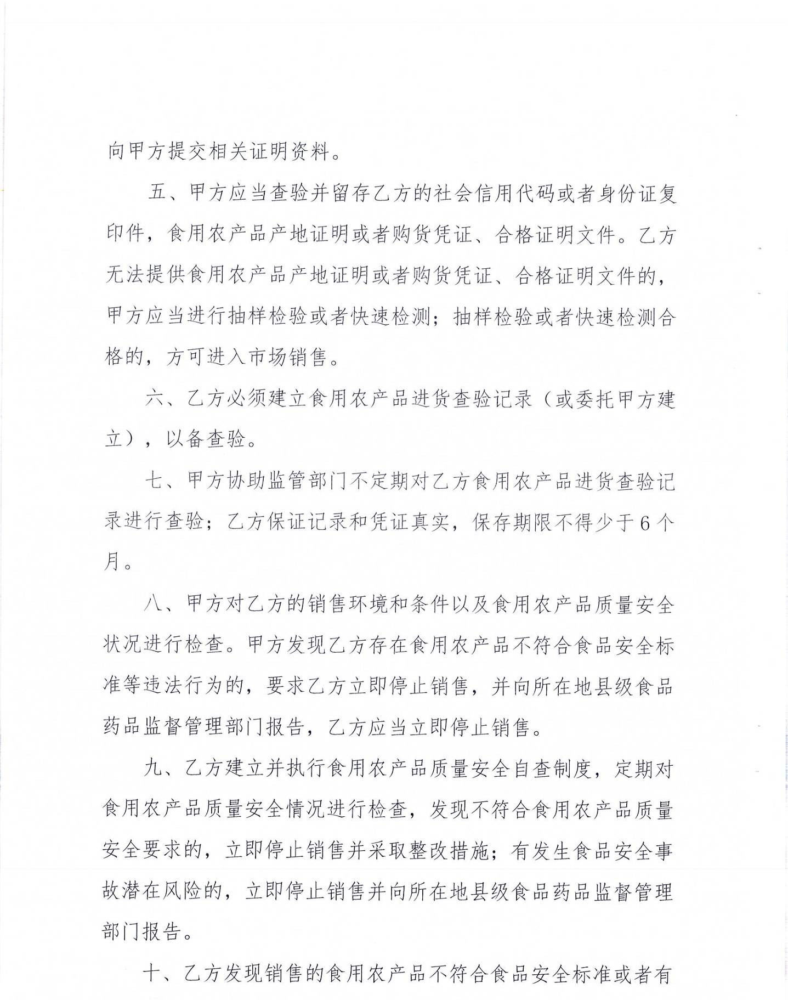 向甲方提交相关证明资料。
五、甲方应当查验并留存乙方的社会信用代码或者身份证复
印件，食用农产品产地证明或者购货凭证、合格证明文件。乙方
无法提供食用农产品产地证明或者购货凭证、合格证明文件的，
甲方应当进行抽样检验或者快速检测；抽样检验或者快速检测合
格的，方可进入市场销售。
六、乙方必须建立食用农产品进货查验记录（或委托甲方建
立），以备查验。
七、甲方协助监管部门不定期对乙方食用农产品进货查验记
录进行查验；乙方保证记录和凭证真实，保存期限不得少于6个
月。
八、甲方对乙方的销售环境和条件以及食用农产品质量安全
状况进行检查。甲方发现乙方存在食用农产品不符合食品安全标
准等违法行为的，要求乙方立即停止销售，并向所在地县级食品
药品监督管理部门报告，乙方应当立即停止销售。
九、乙方建立并执行食用农产品质量安全自查制度，定期对
食用农产品质量安全情况进行检查，发现不符合食用农产品质量
安全要求的，立即停止销售并采取整改措施；有发生食品安全事
故潜在风险的，立即停止销售并向所在地县级食品药品监督管理
部门报告。
十、乙方发现销售的食用农产品不符合食品安全标准或者有